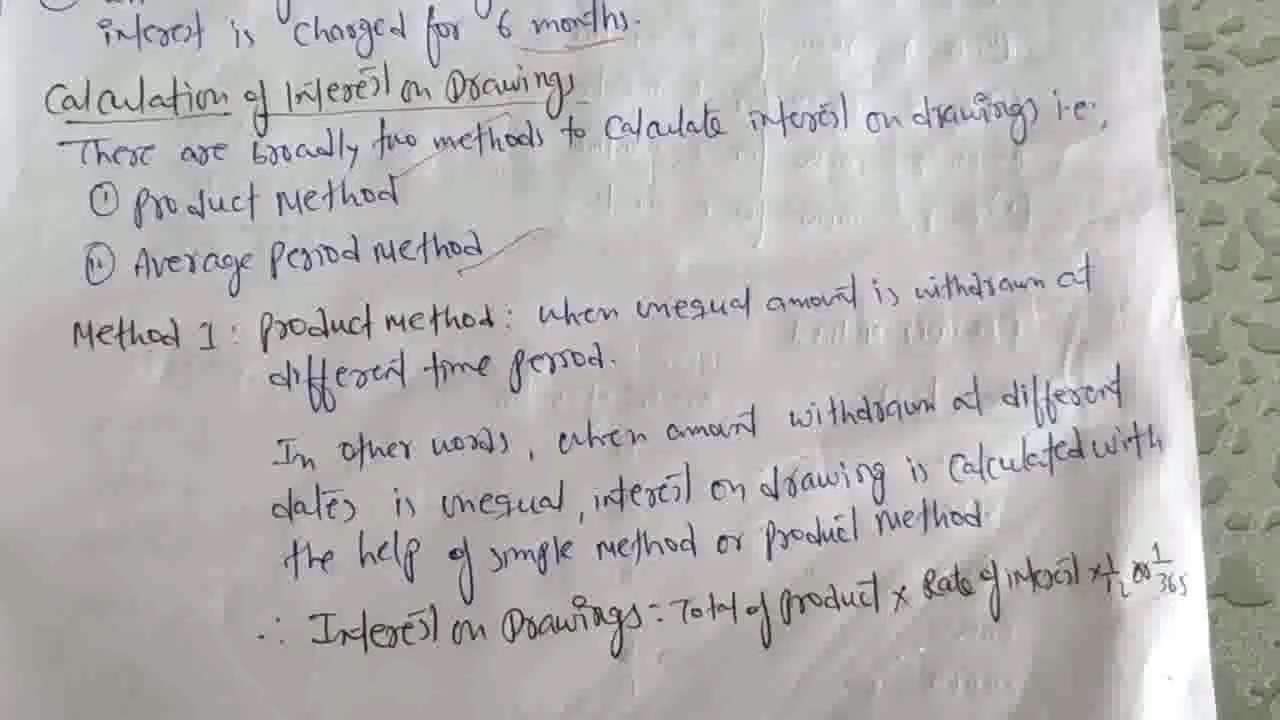 interest is charged for 6 months.
Calculation of Interest on Drawings
There are broadly two methods to calculate interest on drawings i.e.,
(i) Product Method
(ii) Average Period Method
Method 1: Product method: when unequal amount is withdrawn at
different time period.
In other words, when amount withdrawn at different
dates is unequal, interest on drawing is calculated with
the help of simple method or product method.
∴ Interest on Drawings = Total of product × Rate of interest × 1/12 or 1/365